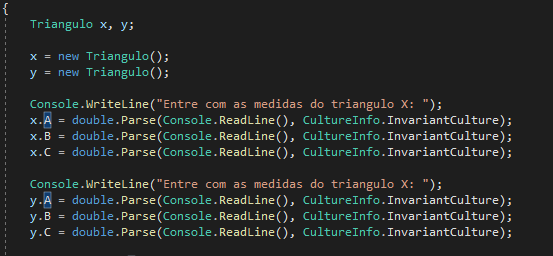 {
Triangulo x, y;
x = new Triangulo();
y = new Triangulo();
Console.WriteLine("Entre com as medidas do triangulo X: ");
x.A = double.Parse(Console.ReadLine(), CultureInfo.InvariantCulture);
x.B = double.Parse(Console.ReadLine(), CultureInfo.InvariantCulture);
x.C = double.Parse(Console.ReadLine(), CultureInfo.InvariantCulture);
Console.WriteLine("Entre com as medidas do triangulo X: ");
y.A = double.Parse(Console.ReadLine(), CultureInfo.InvariantCulture);
y.B = double.Parse(Console.ReadLine(), CultureInfo.InvariantCulture);
y.C = double.Parse(Console.ReadLine(), CultureInfo.InvariantCulture);